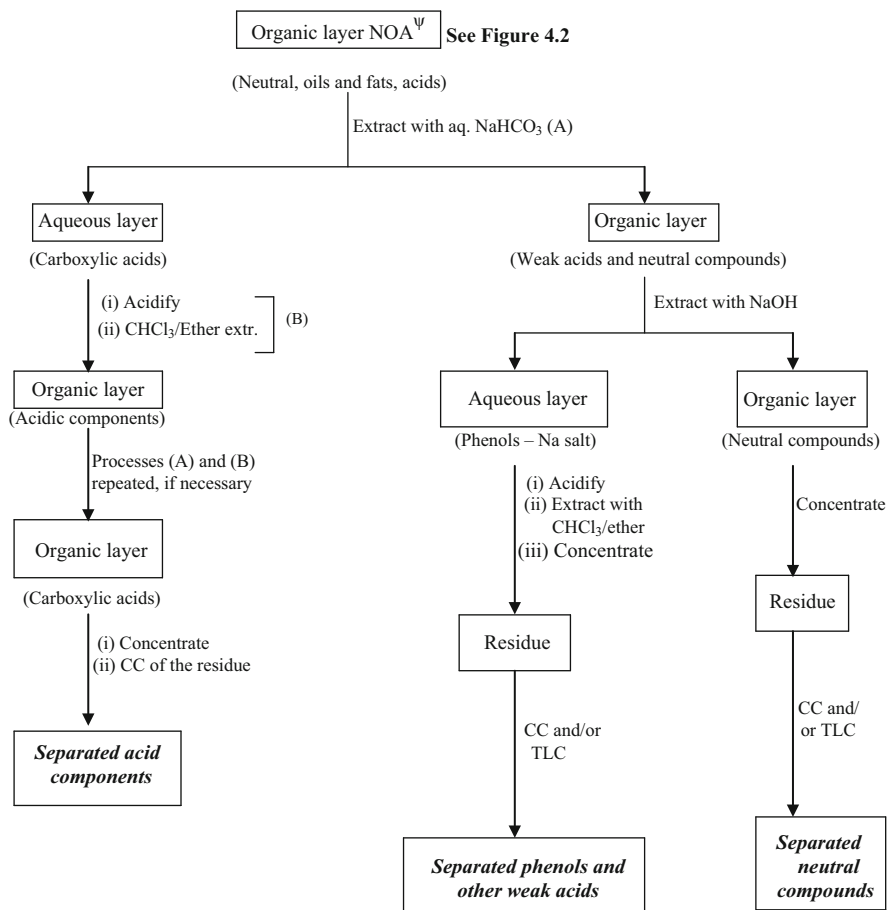 Organic layer NOAᴪ See Figure 4.2
(Neutral, oils and fats, acids)
Extract with aq. NaHCO₃ (A)
Aqueous layer
(Carboxylic acids)
(i) Acidify
(ii) CHCl₃/Ether extr.
(B)
Organic layer
(Acidic components)
Processes (A) and (B)
repeated, if necessary
Organic layer
(Carboxylic acids)
(i) Concentrate
(ii) CC of the residue
Separated acid
components
Organic layer
(Weak acids and neutral compounds)
Extract with NaOH
Aqueous layer
(Phenols – Na salt)
(i) Acidify
(ii) Extract with
CHCl₃/ether
(iii) Concentrate
Residue
CC and/or
TLC
Separated phenols and
other weak acids
Organic layer
(Neutral compounds)
Concentrate
Residue
CC and/
or TLC
Separated
neutral
compounds